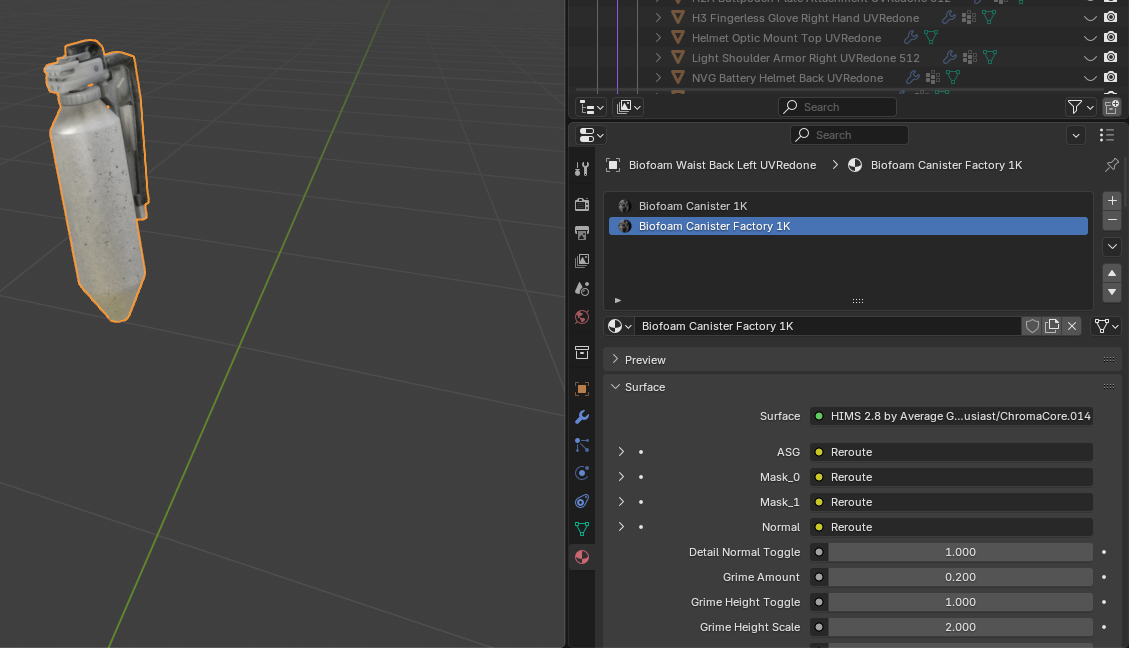 H3 Fingerless Glove Right Hand UVRedone
Helmet Optic Mount Top UVRedone
Light Shoulder Armor Right UVRedone 512
NVG Battery Helmet Back UVRedone
Search
Search
Biofoam Waist Back Left UVRedone > Biofoam Canister Factory 1K
Biofoam Canister 1K
Biofoam Canister Factory 1K
Biofoam Canister Factory 1K
Preview
Surface
Surface HIMS 2.8 by Average G...usiast/ChromaCore.014
ASG Reroute
Mask_0 Reroute
Mask_1 Reroute
Normal Reroute
Detail Normal Toggle 1.000
Grime Amount 0.200
Grime Height Toggle 1.000
Grime Height Scale 2.000